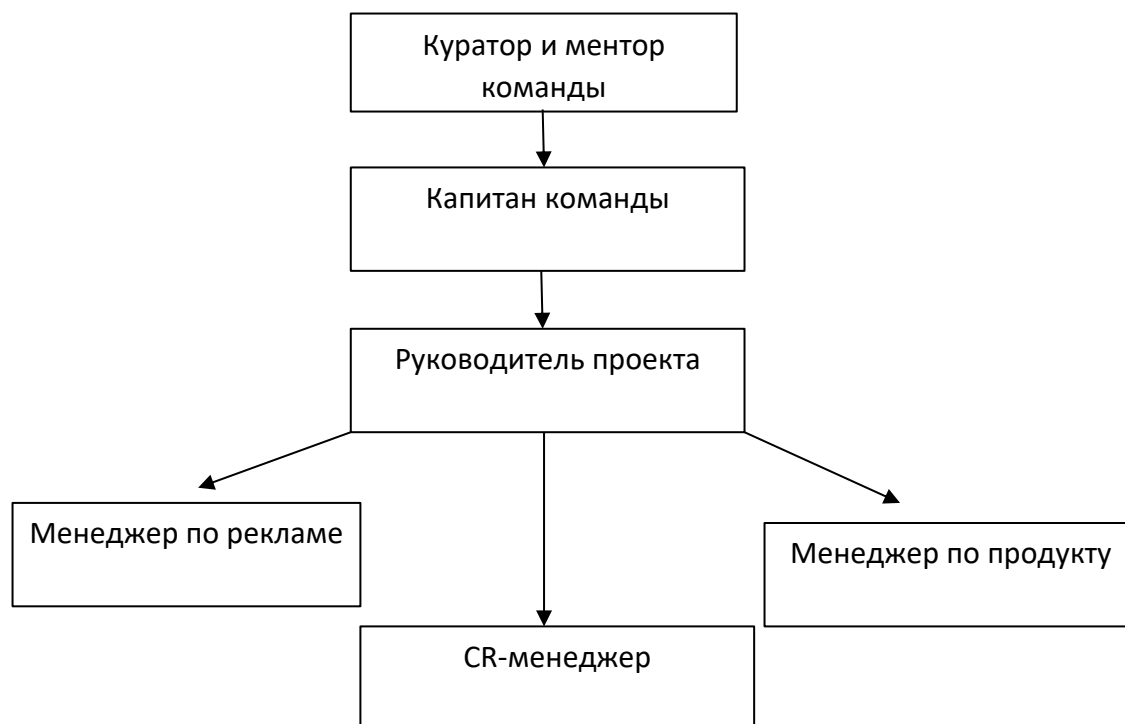 Куратор и ментор
команды
Капитан команды
Руководитель проекта
Менеджер по рекламе
Менеджер по продукту
CR-менеджер